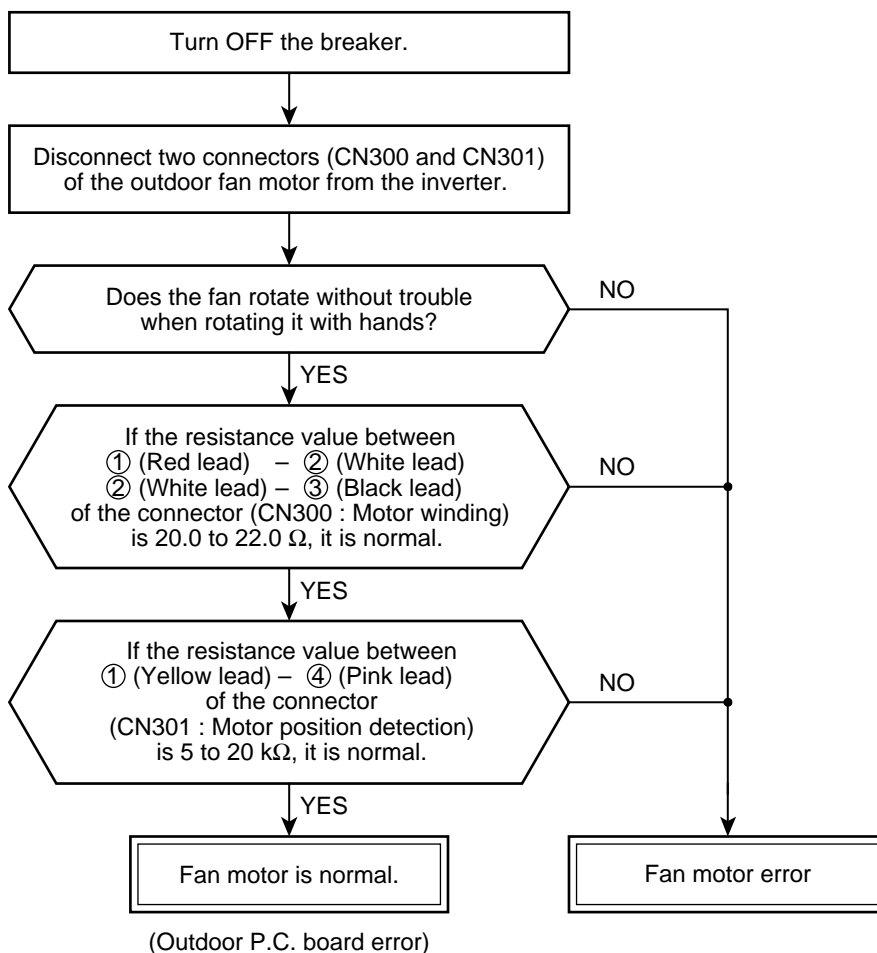 Turn OFF the breaker.
Disconnect two connectors (CN300 and CN301)
of the outdoor fan motor from the inverter.
Does the fan rotate without trouble
when rotating it with hands?
NO
YES
If the resistance value between
① (Red lead) – ② (White lead)
② (White lead) – ③ (Black lead)
of the connector (CN300 : Motor winding)
is 20.0 to 22.0 Ω, it is normal.
NO
YES
If the resistance value between
① (Yellow lead) – ④ (Pink lead)
of the connector
(CN301 : Motor position detection)
is 5 to 20 kΩ, it is normal.
NO
YES
Fan motor is normal.
Fan motor error
(Outdoor P.C. board error)